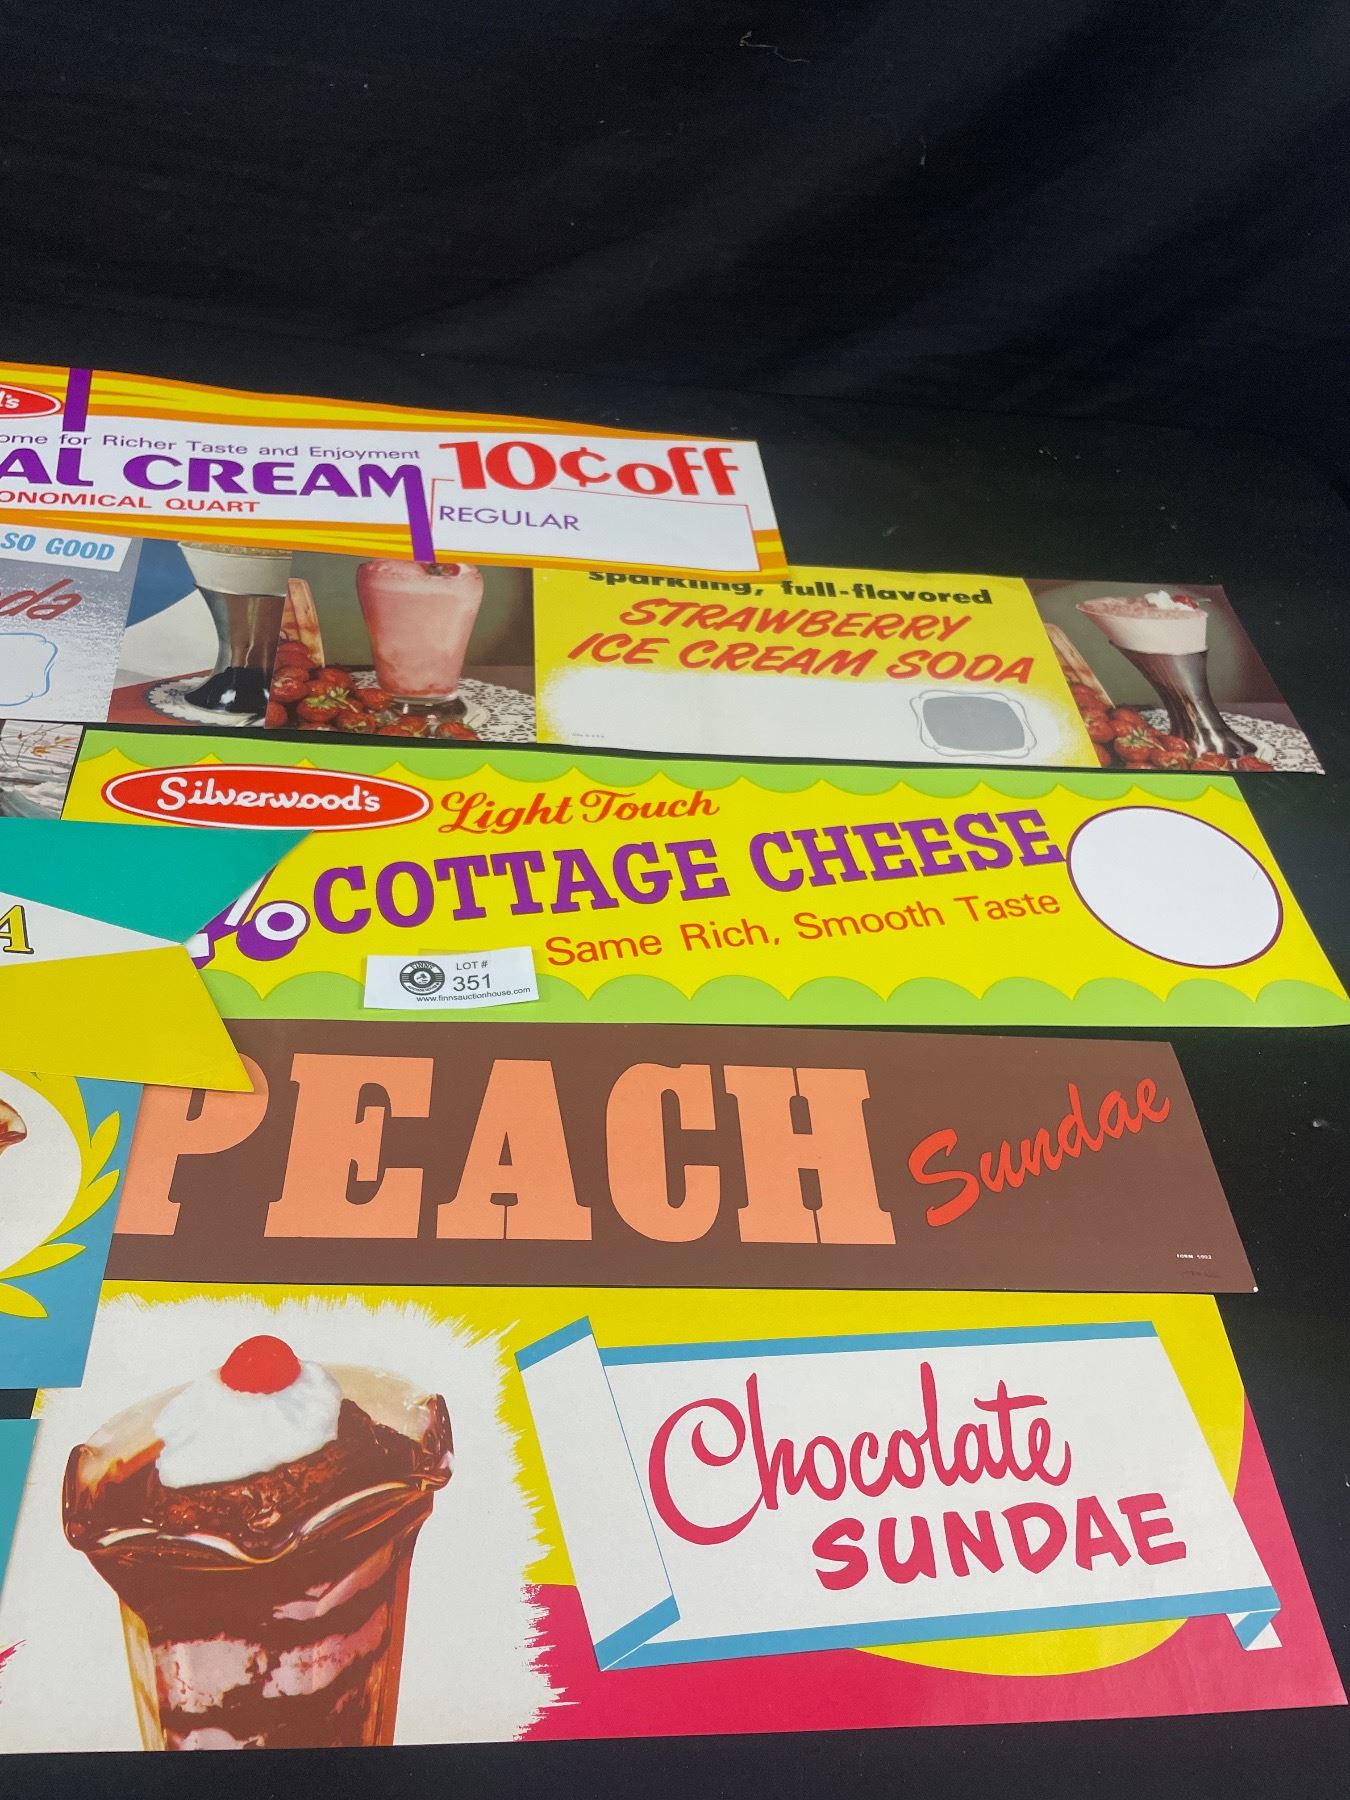 ome for Richer Taste and Enjoyment
AL CREAM
ONOMICAL QUART
10¢ off
REGULAR
SO GOOD
da
sparkling, full-flavored
STRAWBERRY
ICE CREAM SODA
Silverwood's Light Touch
% COTTAGE CHEESE
Same Rich, Smooth Taste
FINNS
LOT #
351
www.finnsauctionhouse.com
A
PEACH Sundae
Chocolate
SUNDAE